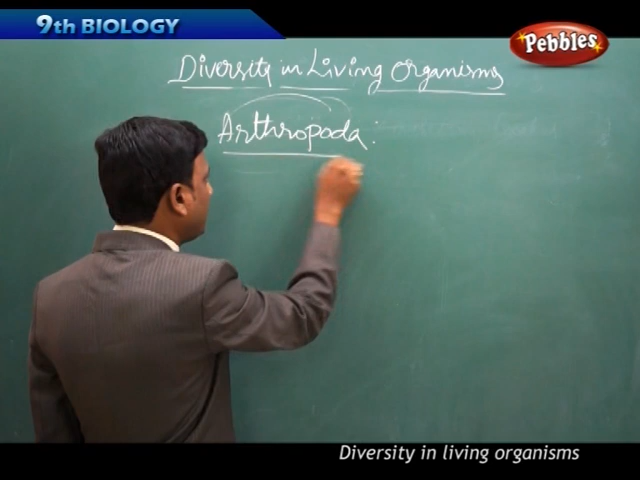 9th BIOLOGY
Pebbles
Diversity in Living Organisms
Arthropoda :
Diversity in living organisms